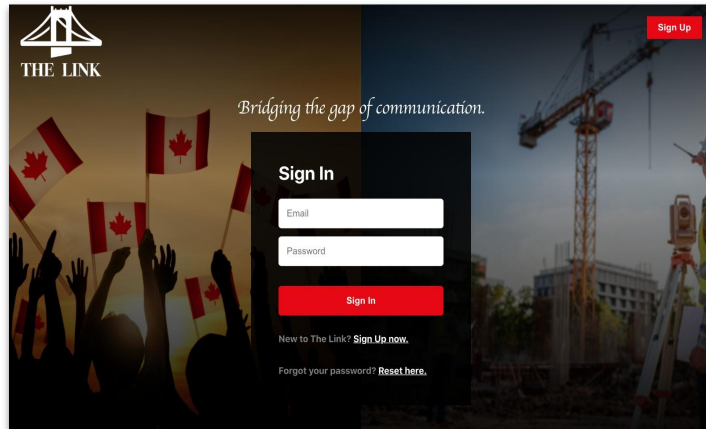 THE LINK
Sign Up
Bridging the gap of communication.
Sign In
Email
Password
Sign In
New to The Link? Sign Up now.
Forgot your password? Reset here.